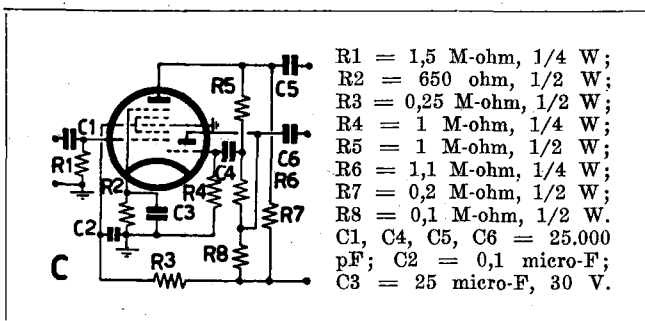 R1 = 1,5 M-ohm, 1/4 W;
R2 = 650 ohm, 1/2 W;
R3 = 0,25 M-ohm, 1/2 W;
R4 = 1 M-ohm, 1/4 W;
R5 = 1 M-ohm, 1/2 W;
R6 = 1,1 M-ohm, 1/4 W;
R7 = 0,2 M-ohm, 1/2 W;
R8 = 0,1 M-ohm, 1/2 W.
C1, C4, C5, C6 = 25.000
pF; C2 = 0,1 micro-F;
C3 = 25 micro-F, 30 V.
R5
C5
C1
C4
C6
R1
R2
R4
R6
C3
R7
C2
R8
R3
C